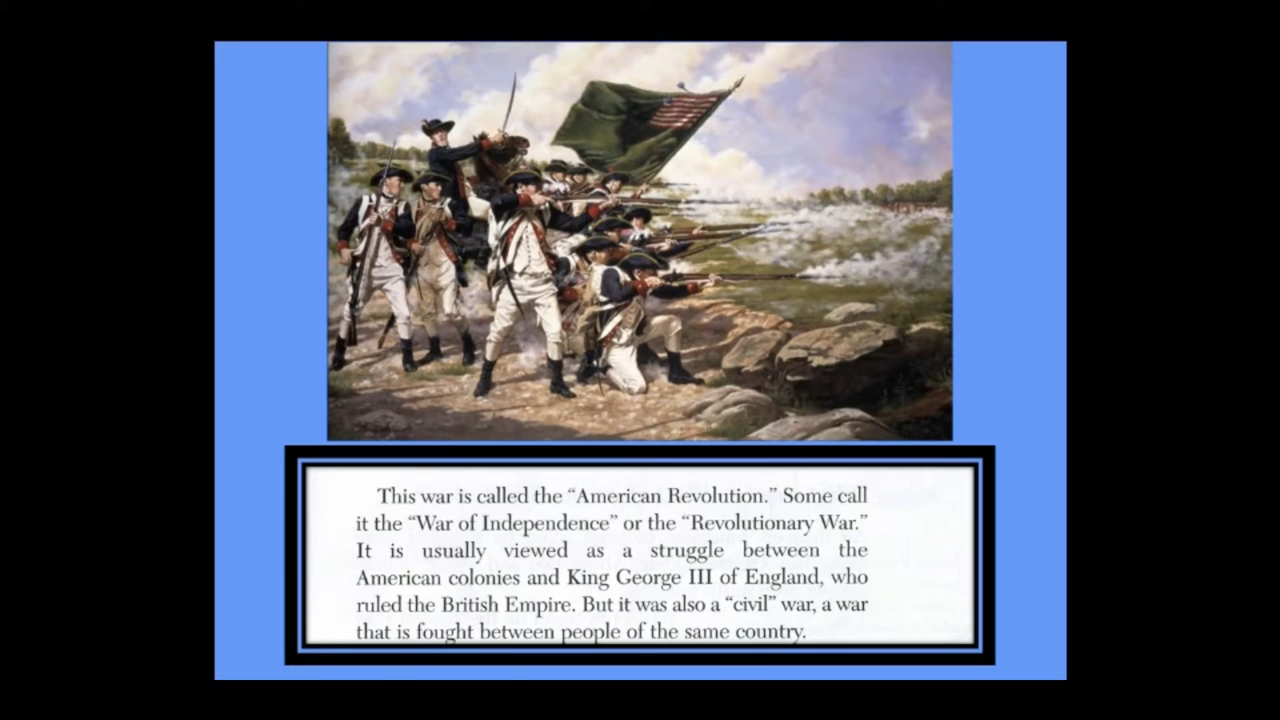 This war is called the “American Revolution.” Some call
it the “War of Independence” or the “Revolutionary War.”
It is usually viewed as a struggle between the
American colonies and King George III of England, who
ruled the British Empire. But it was also a “civil” war, a war
that is fought between people of the same country.